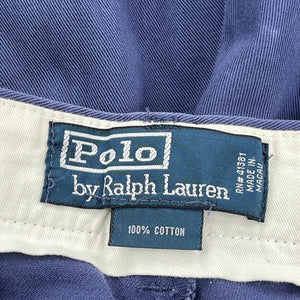 Polo
by Ralph Lauren
RN# 41381
MADE IN
MACAU
100% COTTON